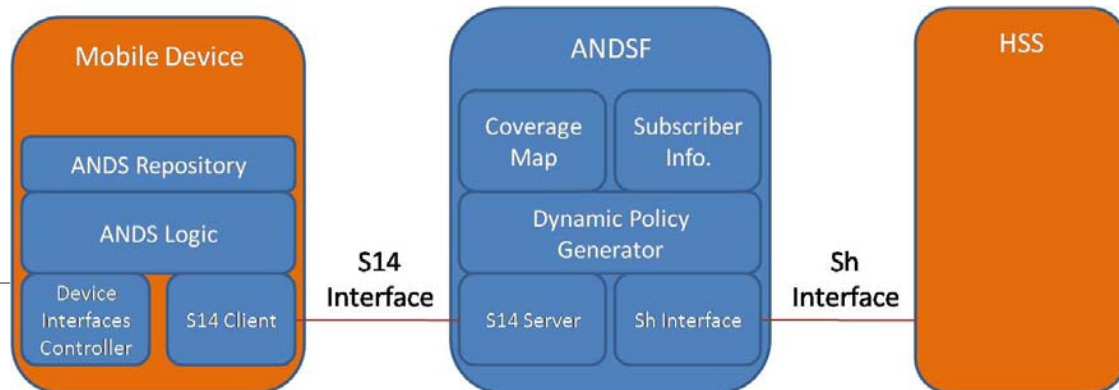 Mobile Device
ANDS Repository
ANDS Logic
Device
Interfaces
Controller
S14 Client
S14
Interface
ANDSF
Coverage
Map
Subscriber
Info.
Dynamic Policy
Generator
S14 Server
Sh Interface
Sh
Interface
HSS